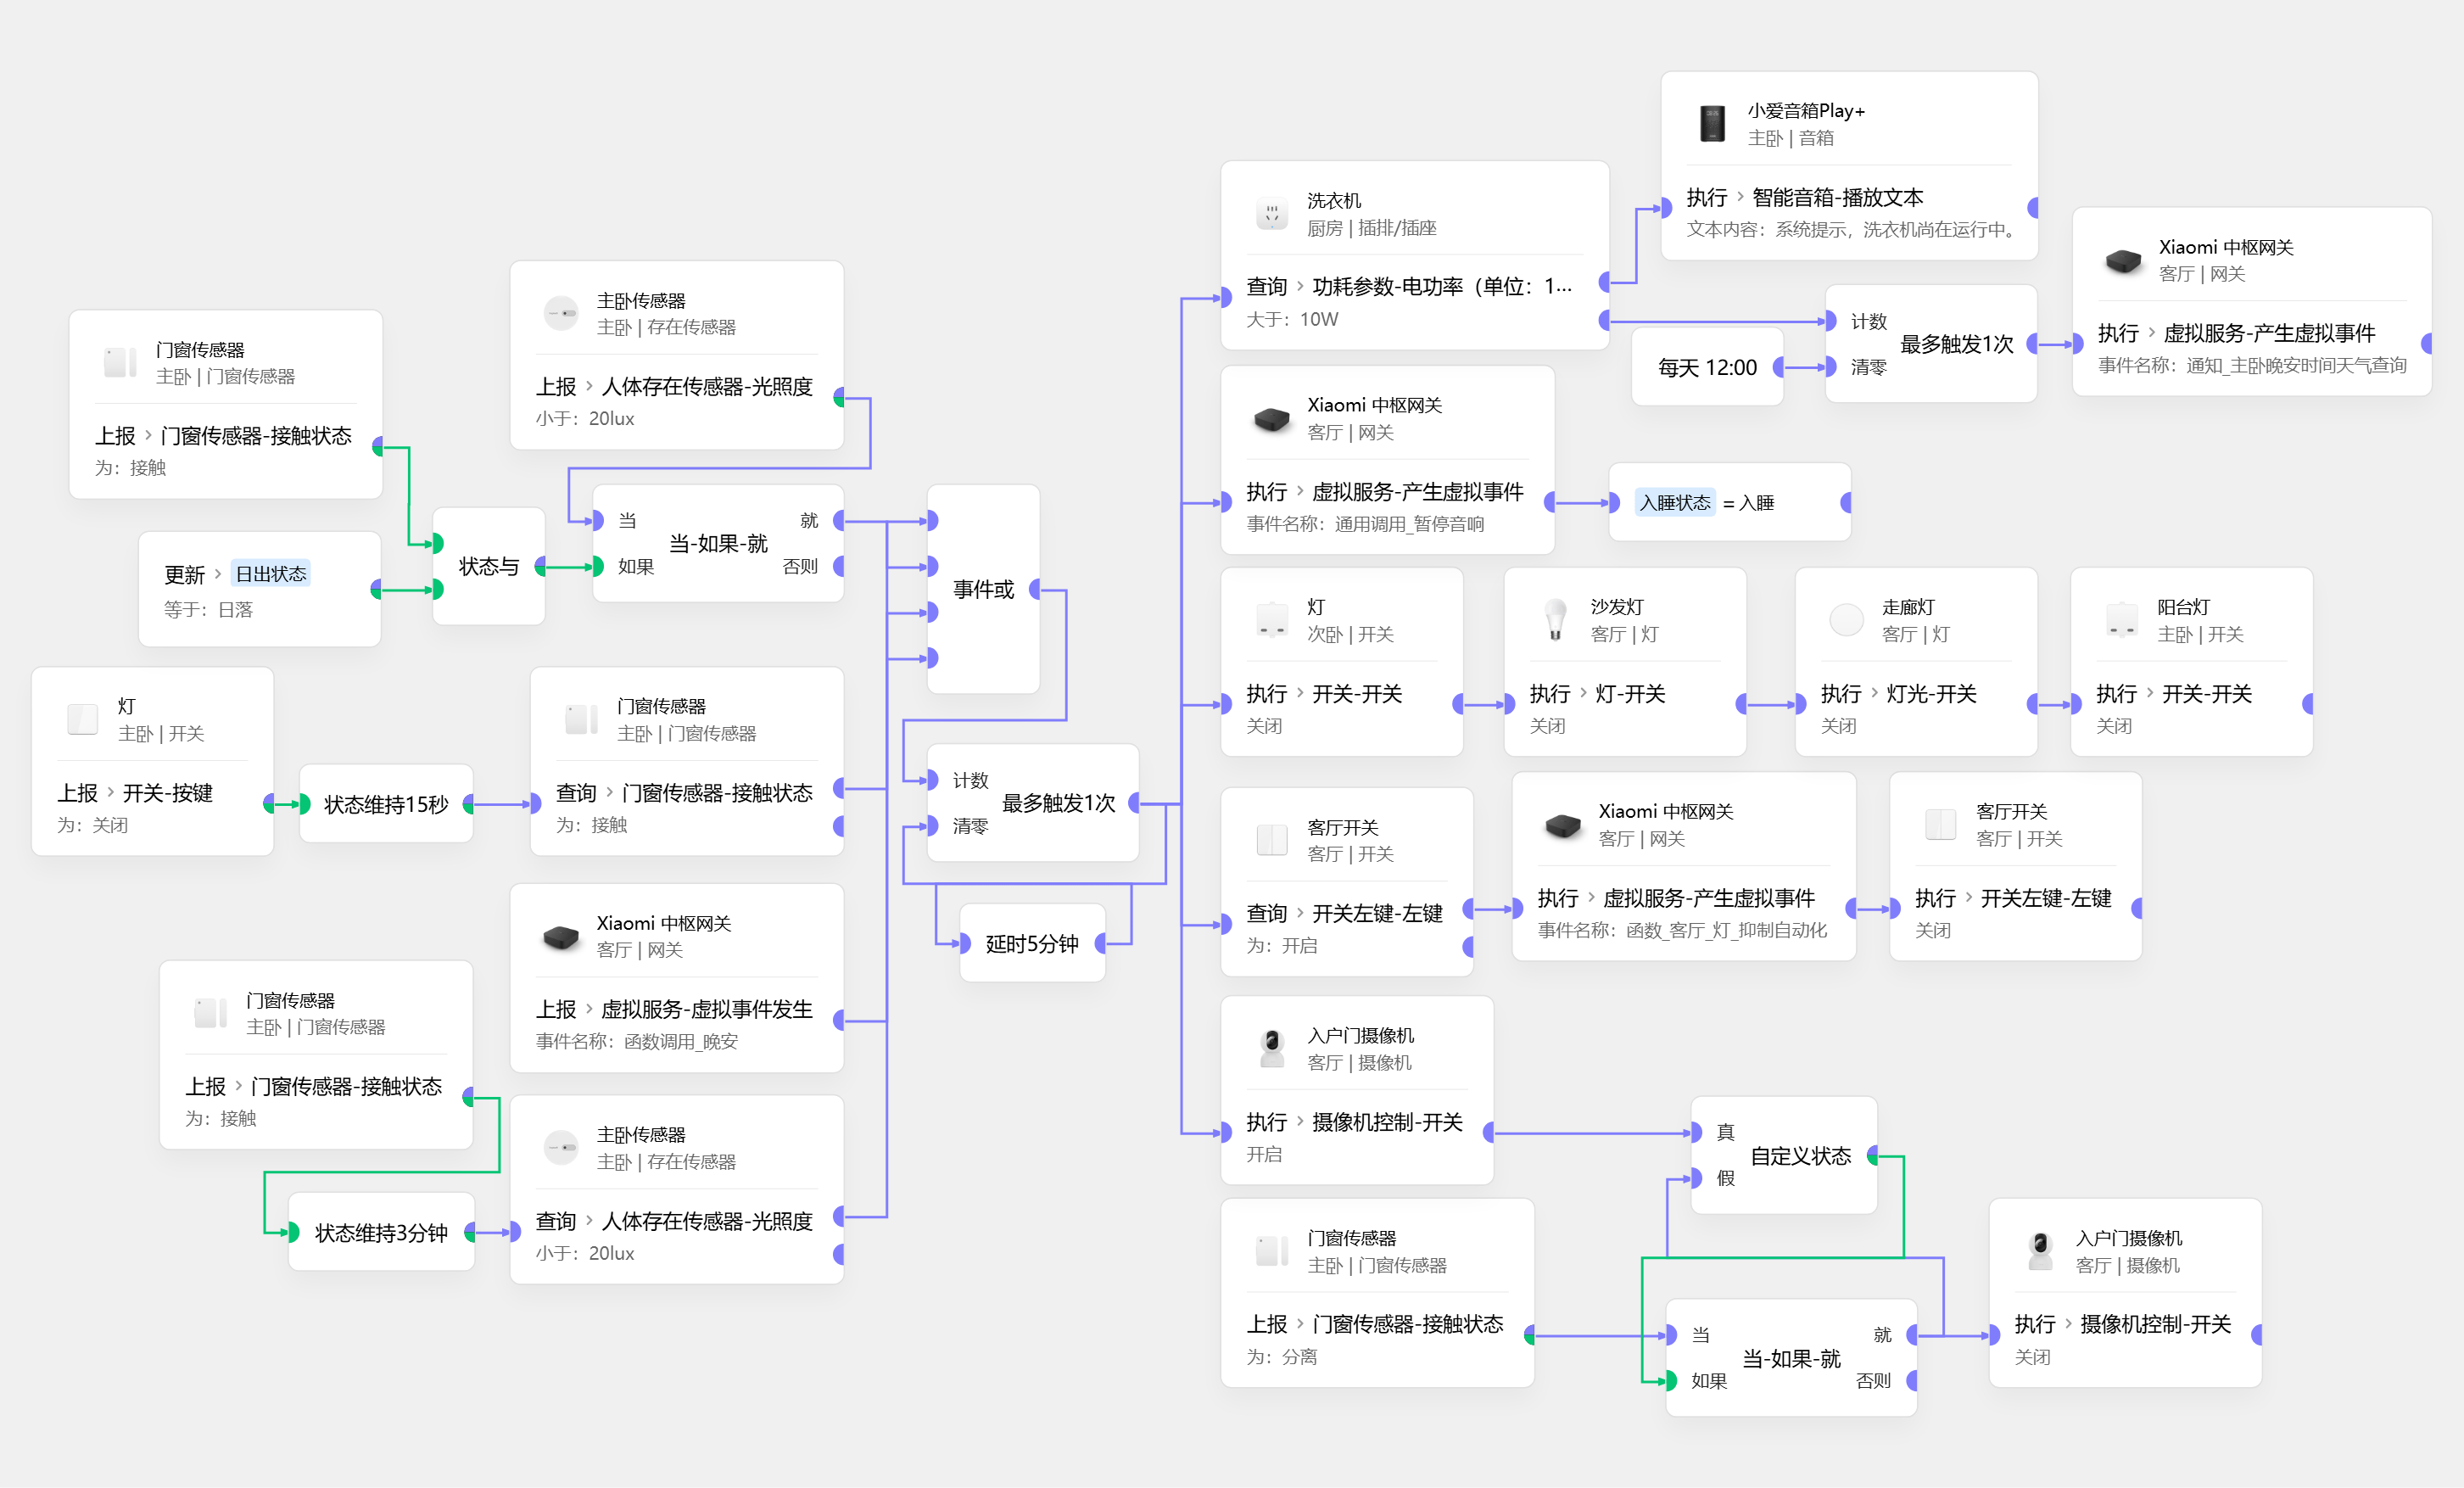 小爱音箱Play+
主卧 | 音箱
执行 › 智能音箱-播放文本
文本内容：系统提示，洗衣机尚在运行中。
洗衣机
厨房 | 插排/插座
查询 › 功耗参数-电功率（单位：1...
大于：10W
Xiaomi 中枢网关
客厅 | 网关
执行 › 虚拟服务-产生虚拟事件
事件名称：通知_主卧晚安时间天气查询
计数
最多触发1次
清零
每天 12:00
主卧传感器
主卧 | 存在传感器
上报 › 人体存在传感器-光照度
小于：20lux
门窗传感器
主卧 | 门窗传感器
上报 › 门窗传感器-接触状态
为：接触
更新 › 日出状态
等于：日落
状态与
当
就
当-如果-就
如果
否则
事件或
Xiaomi 中枢网关
客厅 | 网关
执行 › 虚拟服务-产生虚拟事件
事件名称：通用调用_暂停音响
入睡状态 = 入睡
灯
次卧 | 开关
执行 › 开关-开关
关闭
沙发灯
客厅 | 灯
执行 › 灯-开关
关闭
走廊灯
客厅 | 灯
执行 › 灯光-开关
关闭
阳台灯
主卧 | 开关
执行 › 开关-开关
关闭
灯
主卧 | 开关
上报 › 开关-按键
为：关闭
状态维持15秒
门窗传感器
主卧 | 门窗传感器
查询 › 门窗传感器-接触状态
为：接触
计数
最多触发1次
清零
延时5分钟
客厅开关
客厅 | 开关
查询 › 开关左键-左键
为：开启
Xiaomi 中枢网关
客厅 | 网关
执行 › 虚拟服务-产生虚拟事件
事件名称：函数_客厅_灯_抑制自动化
客厅开关
客厅 | 开关
执行 › 开关左键-左键
关闭
Xiaomi 中枢网关
客厅 | 网关
上报 › 虚拟服务-虚拟事件发生
事件名称：函数调用_晚安
门窗传感器
主卧 | 门窗传感器
上报 › 门窗传感器-接触状态
为：接触
状态维持3分钟
主卧传感器
主卧 | 存在传感器
查询 › 人体存在传感器-光照度
小于：20lux
入户门摄像机
客厅 | 摄像机
执行 › 摄像机控制-开关
开启
真
自定义状态
假
门窗传感器
主卧 | 门窗传感器
上报 › 门窗传感器-接触状态
为：分离
当
就
当-如果-就
如果
否则
入户门摄像机
客厅 | 摄像机
执行 › 摄像机控制-开关
关闭